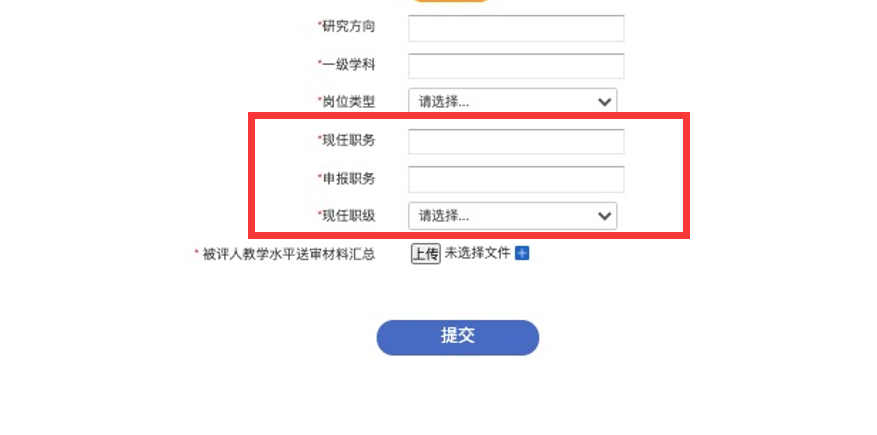 *研究方向
*一级学科
*岗位类型 请选择...
*现任职务
*申报职务
*现任职级 请选择...
* 被评人教学水平送审材料汇总 上传 未选择文件 +
提交